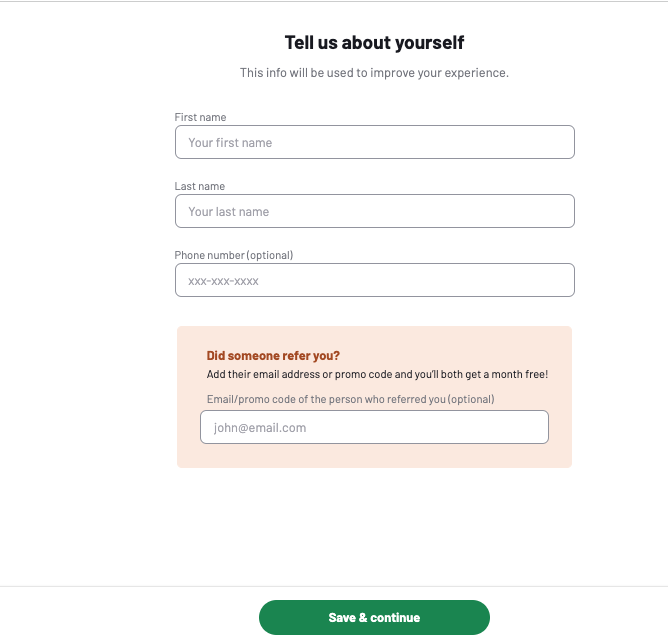 Tell us about yourself
This info will be used to improve your experience.
First name
Your first name
Last name
Your last name
Phone number (optional)
xxx-xxx-xxxx
Did someone refer you?
Add their email address or promo code and you'll both get a month free!
Email/promo code of the person who referred you (optional)
john@email.com
Save & continue